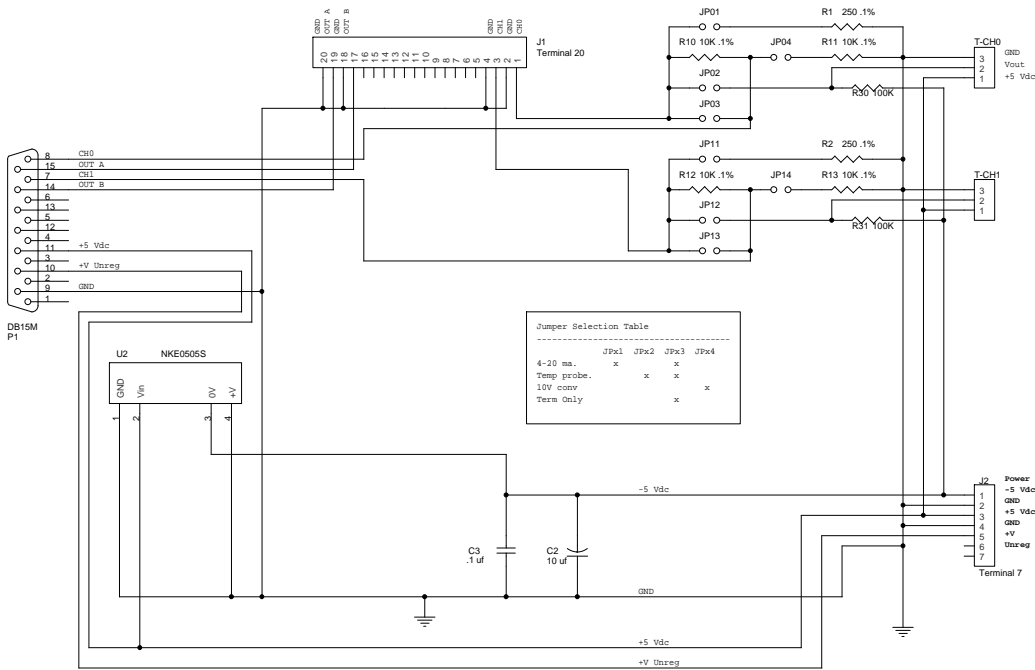 GND
OUT A
GND
OUT B
GND
CH1
GND
CH0
J1
Terminal 20
20
19
18
17
16
15
14
13
12
11
10
9
8
7
6
5
4
3
2
1
JP01
R1 250 .1%
R10 10K .1%
JP04
R11 10K .1%
JP02
R30 100K
JP03
T-CH0
3 GND
2 Vout
1 +5 Vdc
JP11
R2 250 .1%
R12 10K .1%
JP14
R13 10K .1%
JP12
R31 100K
JP13
T-CH1
3
2
1
8 CH0
15 OUT A
7 CH1
14 OUT B
6
13
5
12
4
11 +5 Vdc
3
10 +V Unreg
2
9 GND
1
DB15M
P1
U2 NKE0505S
GND
Vin
0V
+V
1
2
3
4
Jumper Selection Table
----------------------------------
JPx1 JPx2 JPx3 JPx4
4-20 ma. x x
Temp probe. x x
10V conv x
Term Only x
-5 Vdc
C3
.1 uf
C2
10 uf
GND
+5 Vdc
+V Unreg
J2
Power
1 -5 Vdc
2 GND
3 +5 Vdc
4 GND
5 +V
6 Unreg
7
Terminal 7